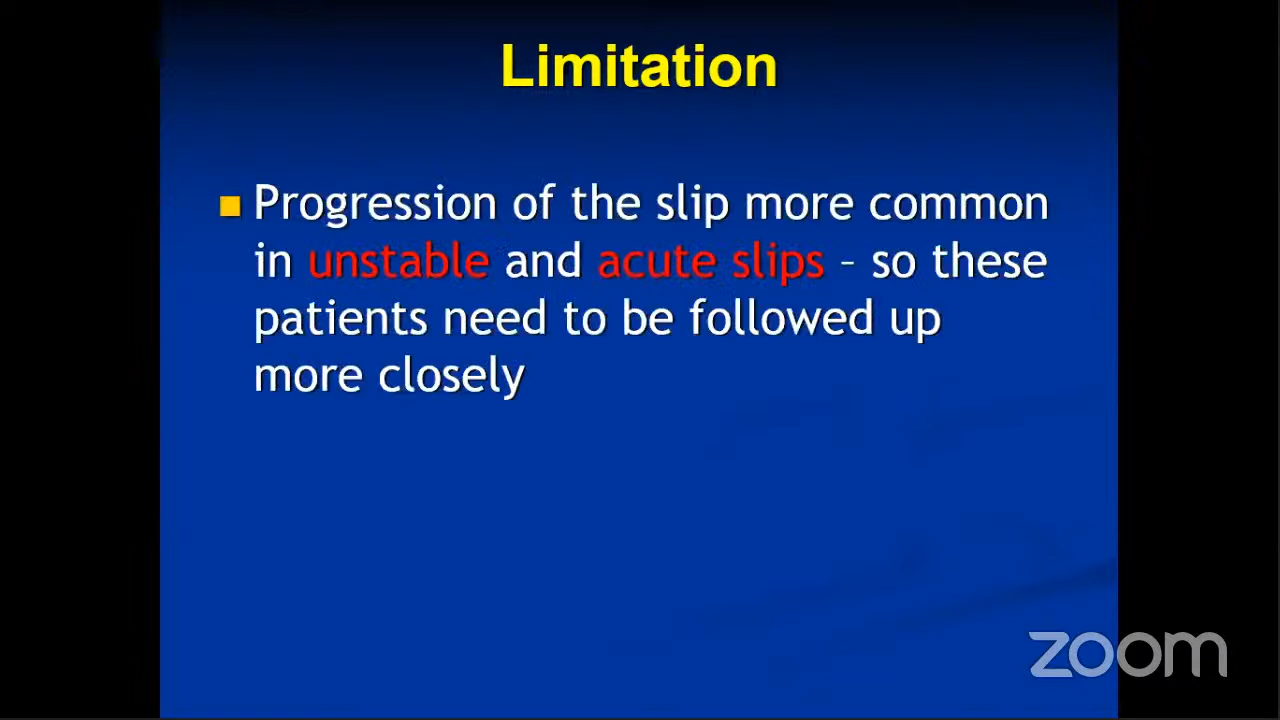 Limitation
Progression of the slip more common
in unstable and acute slips – so these
patients need to be followed up
more closely
zoom